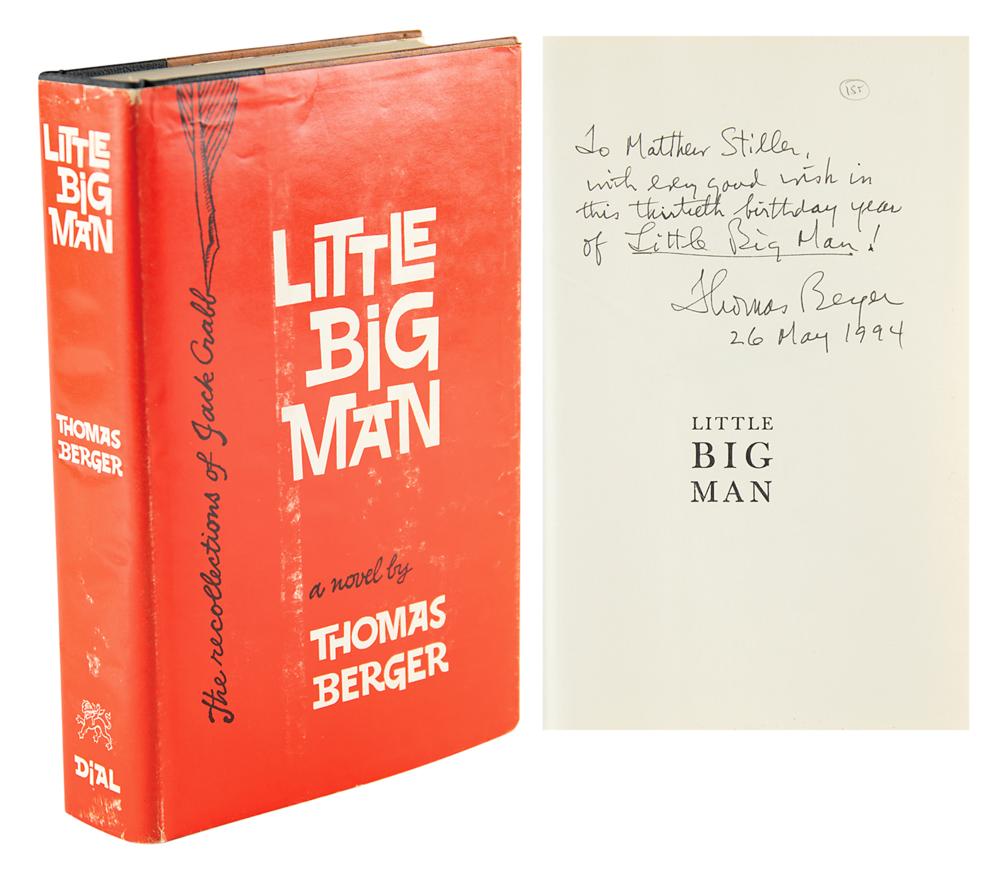 LITTLE
BIG
MAN
THOMAS
BERGER
DIAL
The recollections of Jack Crabb
LITTLE
BIG
MAN
a novel by
THOMAS
BERGER
1st
To Matthew Stiller,
with every good wish in
this thirtieth birthday year
of Little Big Man!
Thomas Berger
26 May 1994
LITTLE
BIG
MAN